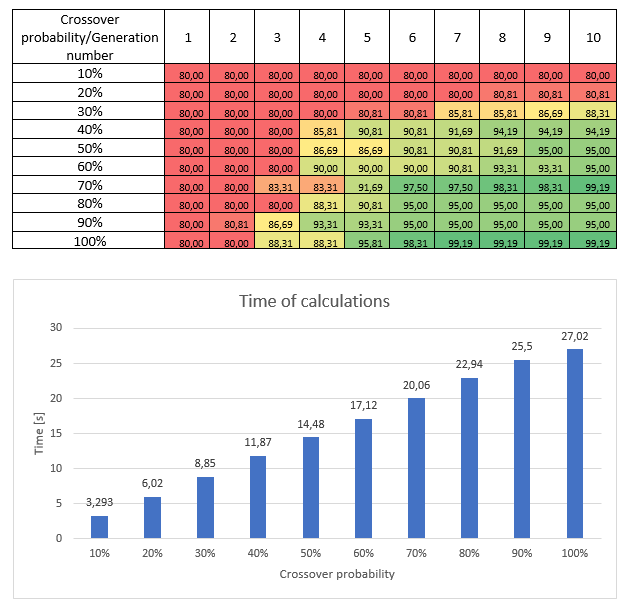 Crossover
probability/Generation
number
1 2 3 4 5 6 7 8 9 10
10% 80,00 80,00 80,00 80,00 80,00 80,00 80,00 80,00 80,00 80,00
20% 80,00 80,00 80,00 80,00 80,00 80,00 80,00 80,81 80,81 80,81
30% 80,00 80,00 80,00 80,00 80,81 80,81 85,81 85,81 86,69 88,31
40% 80,00 80,00 80,00 85,81 90,81 90,81 91,69 94,19 94,19 94,19
50% 80,00 80,00 80,00 86,69 86,69 90,81 90,81 91,69 95,00 95,00
60% 80,00 80,00 80,00 90,00 90,00 90,00 90,81 93,31 93,31 95,00
70% 80,00 80,00 83,31 83,31 91,69 97,50 97,50 98,31 98,31 99,19
80% 80,00 80,00 80,00 88,31 90,81 95,00 95,00 95,00 95,00 95,00
90% 80,00 80,81 86,69 93,31 93,31 95,00 95,00 95,00 95,00 95,00
100% 80,00 80,00 88,31 88,31 95,81 98,31 99,19 99,19 99,19 99,19
Time of calculations
Time [s]
30
25
20
15
10
5
0
3,293
6,02
8,85
11,87
14,48
17,12
20,06
22,94
25,5
27,02
10% 20% 30% 40% 50% 60% 70% 80% 90% 100%
Crossover probability